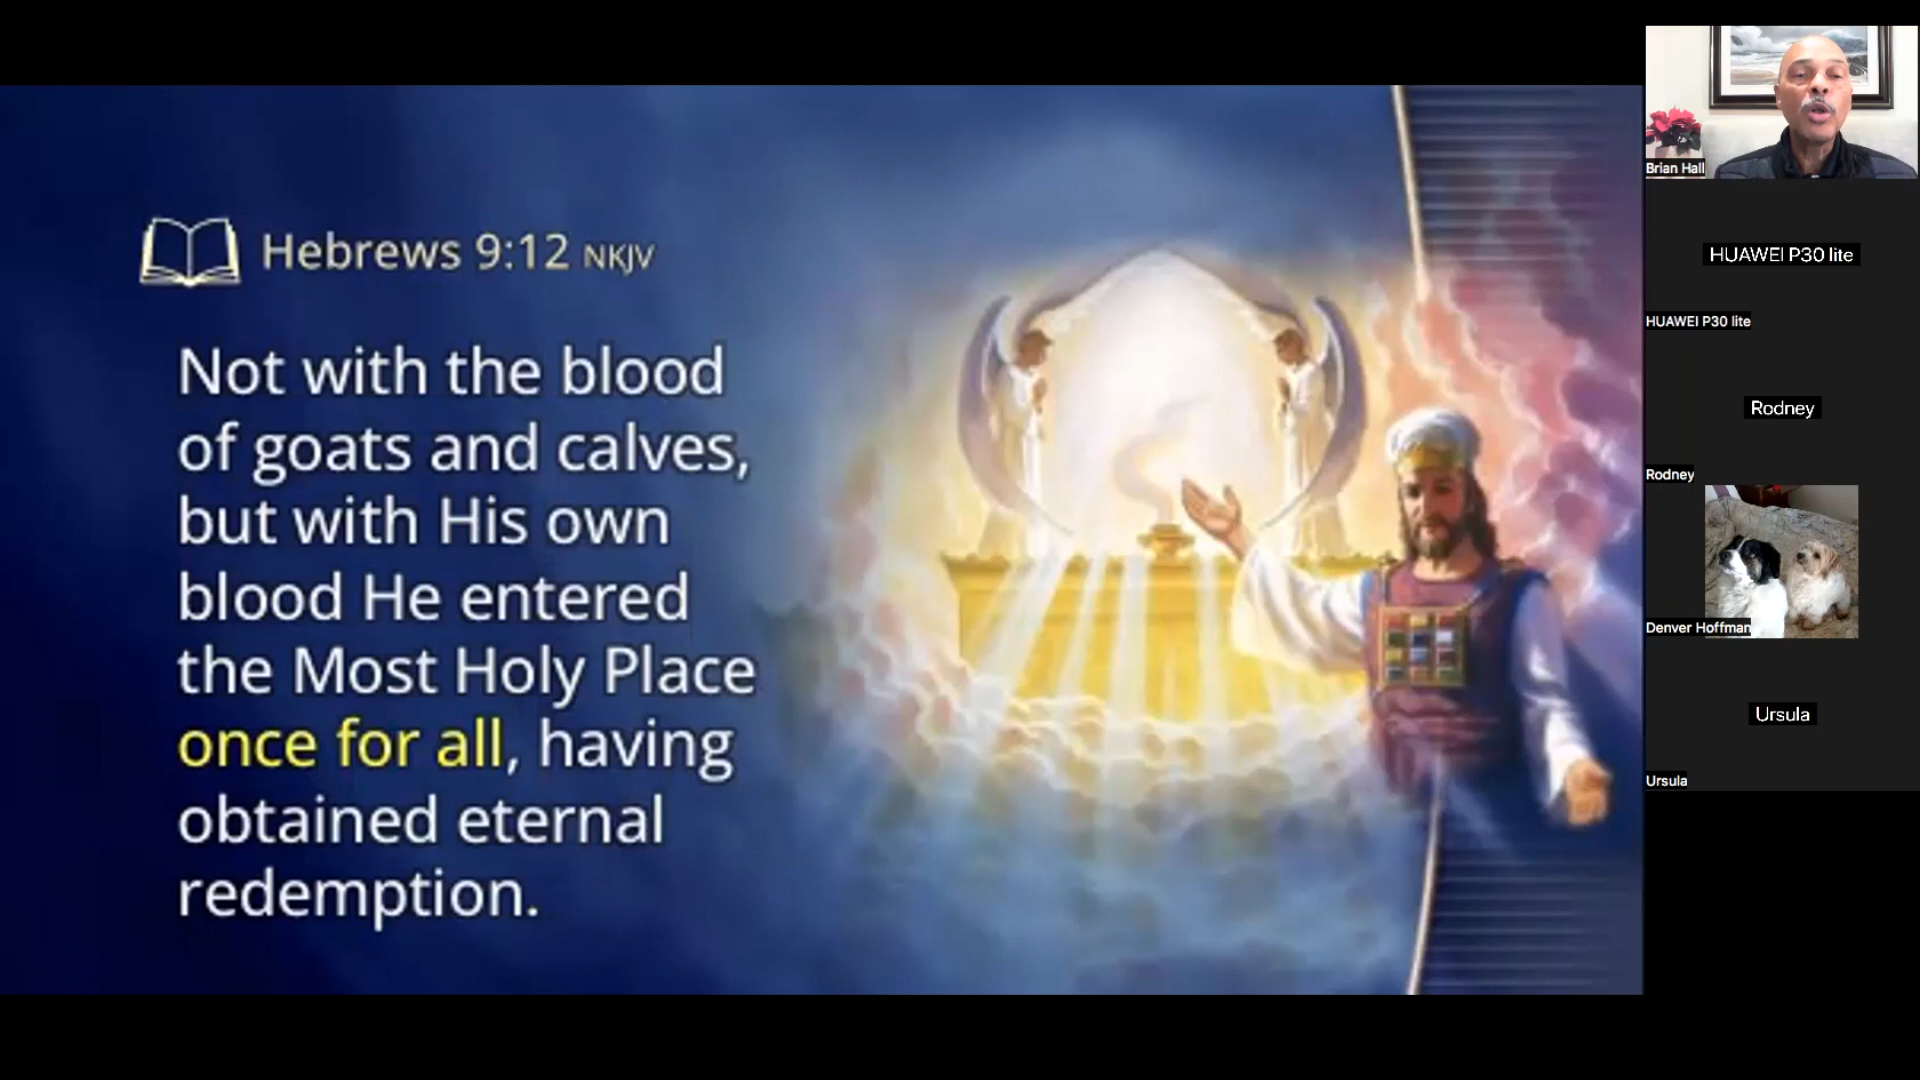 Hebrews 9:12 NKJV
Not with the blood
of goats and calves,
but with His own
blood He entered
the Most Holy Place
once for all, having
obtained eternal
redemption.
Brian Hall
HUAWEI P30 lite
HUAWEI P30 lite
Rodney
Rodney
Denver Hoffman
Ursula
Ursula